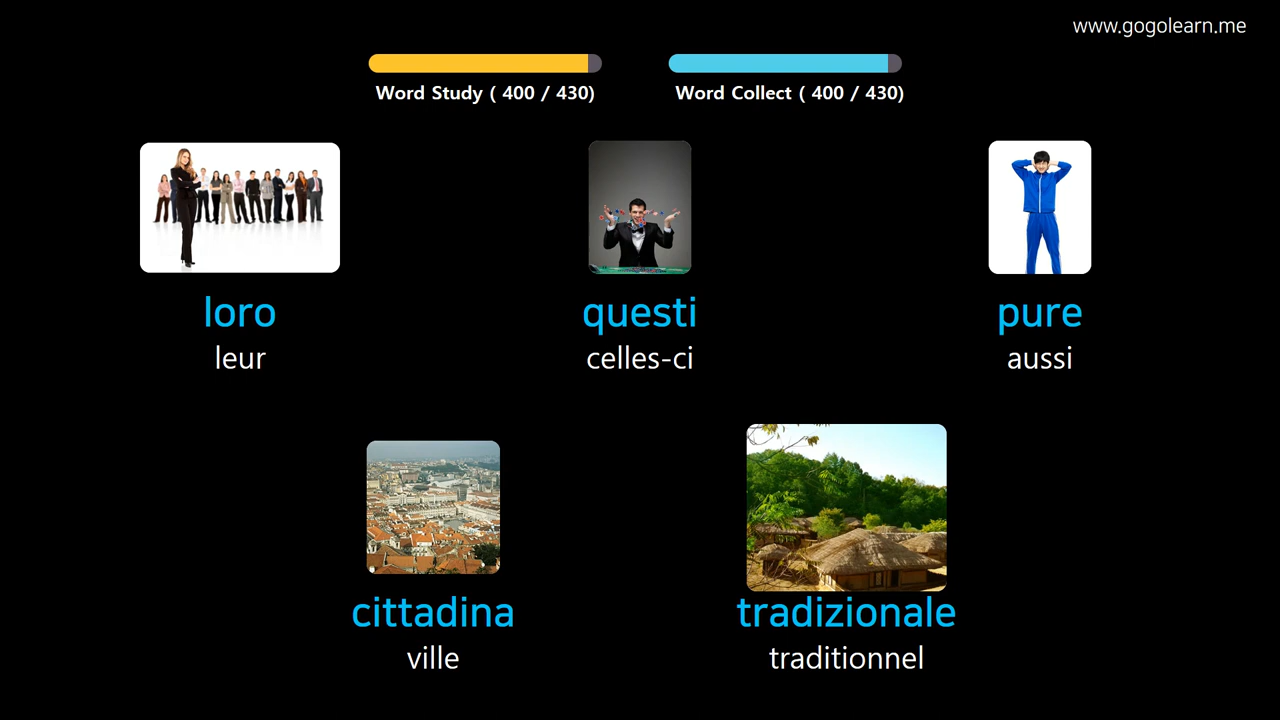 www.gogolearn.me
Word Study ( 400 / 430)
Word Collect ( 400 / 430)
loro
leur
questi
celles-ci
pure
aussi
cittadina
ville
tradizionale
traditionnel